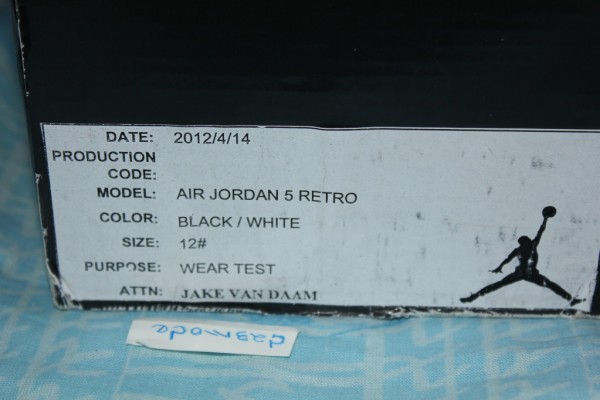 DATE: 2012/4/14
PRODUCTION
CODE:
MODEL: AIR JORDAN 5 RETRO
COLOR: BLACK / WHITE
SIZE: 12#
PURPOSE: WEAR TEST
ATTN: JAKE VAN DAAM